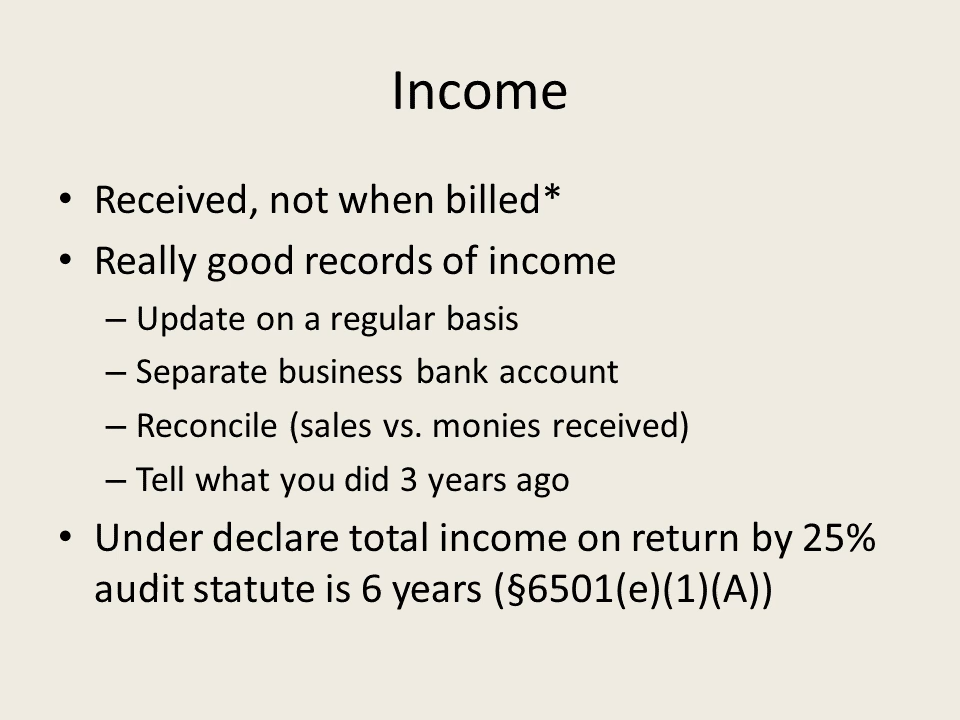 Income
• Received, not when billed*
• Really good records of income
– Update on a regular basis
– Separate business bank account
– Reconcile (sales vs. monies received)
– Tell what you did 3 years ago
• Under declare total income on return by 25%
audit statute is 6 years (§6501(e)(1)(A))